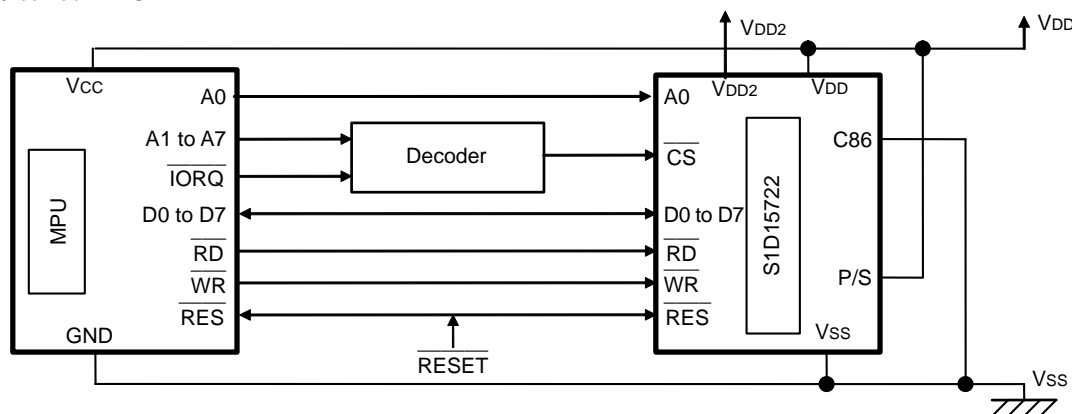 VDD2
VDD
VCC
VDD2
VDD
A0
A0
A1 to A7
Decoder
C86
CS
IORQ
MPU
D0 to D7
D0 to D7
S1D15722
RD
RD
P/S
WR
WR
RES
RES
GND
VSS
RESET
VSS